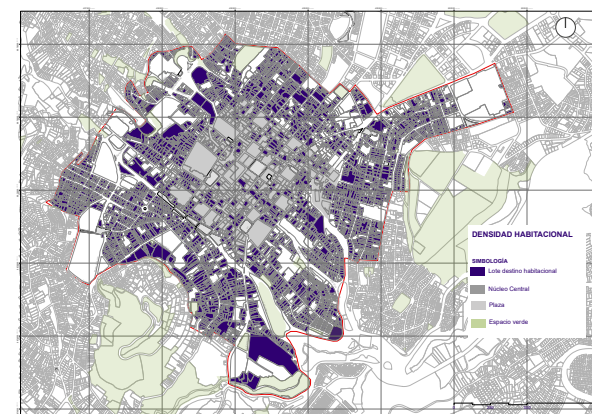 DENSIDAD HABITACIONAL
SIMBOLOGÍA
Lote destino habitacional
Núcleo Central
Plaza
Espacio verde